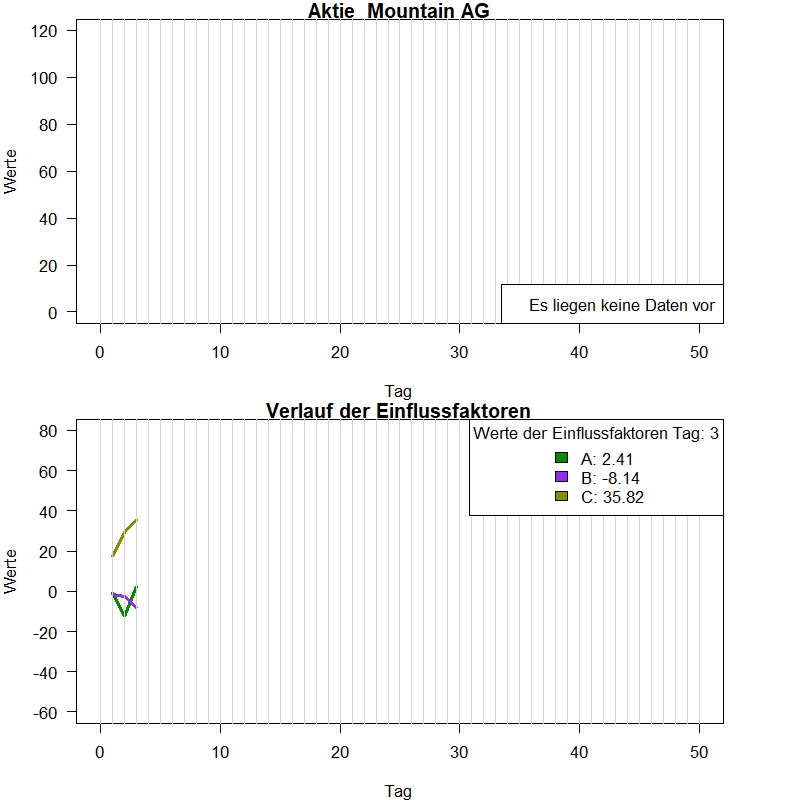 Aktie  Mountain AG
120
100
80
60
40
20
0
Werte
Es liegen keine Daten vor
0 10 20 30 40 50
Tag
Verlauf der Einflussfaktoren
80
60
40
20
0
-20
-40
-60
Werte
Werte der Einflussfaktoren Tag: 3
A: 2.41
B: -8.14
C: 35.82
0 10 20 30 40 50
Tag